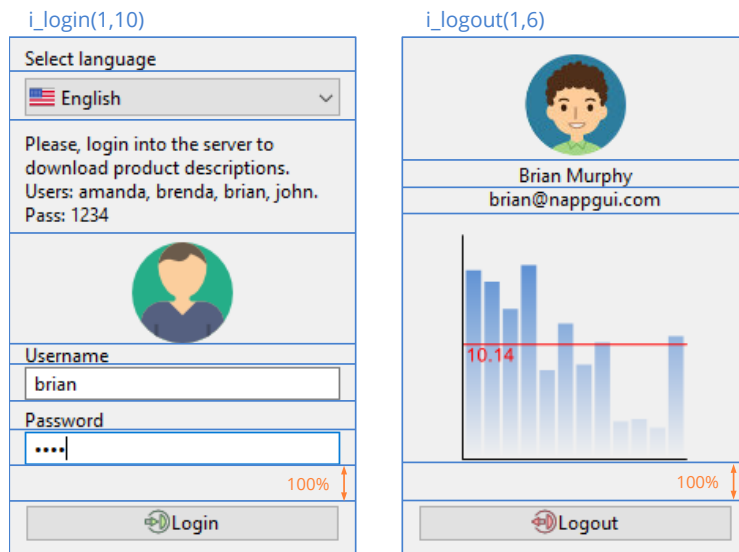 i_login(1,10)
Select language
English
Please, login into the server to
download product descriptions.
Users: amanda, brenda, brian, john.
Pass: 1234
Username
brian
Password
••••
100%
Login
i_logout(1,6)
Brian Murphy
brian@nappgui.com
10.14
100%
Logout